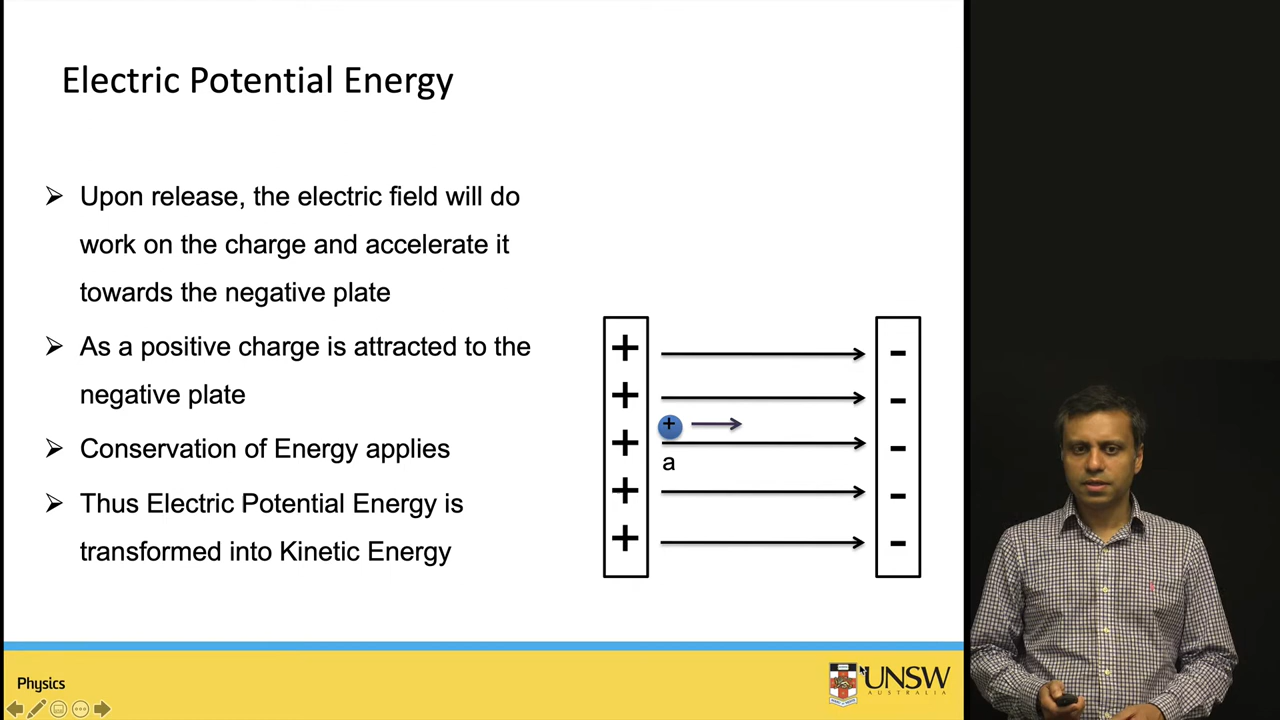 Electric Potential Energy
Upon release, the electric field will do
work on the charge and accelerate it
towards the negative plate
As a positive charge is attracted to the
negative plate
Conservation of Energy applies
Thus Electric Potential Energy is
transformed into Kinetic Energy
+ -
+ -
+
+ -
a
+ -
+ -
Physics
UNSW
AUSTRALIA